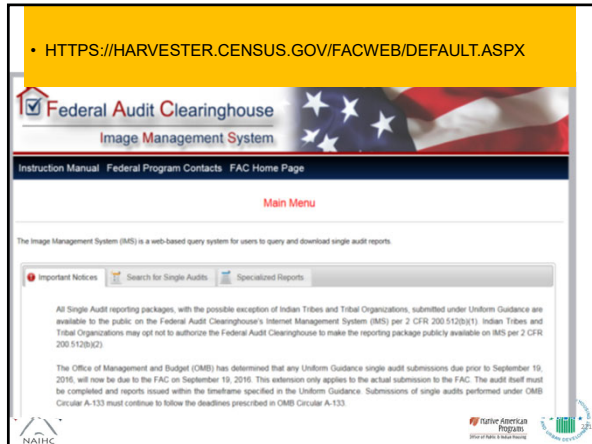 • HTTPS://HARVESTER.CENSUS.GOV/FACWEB/DEFAULT.ASPX
Federal Audit Clearinghouse
Image Management System
Instruction Manual Federal Program Contacts FAC Home Page
Main Menu
The Image Management System (IMS) is a web-based query system for users to query and download single audit reports.
Important Notices Search for Single Audits Specialized Reports
All Single Audit reporting packages, with the possible exception of Indian Tribes and Tribal Organizations, submitted under Uniform Guidance are
available to the public on the Federal Audit Clearinghouse's Internet Management System (IMS) per 2 CFR 200.512(b)(1). Indian Tribes and
Tribal Organizations may opt not to authorize the Federal Audit Clearinghouse to make the reporting package publicly available on IMS per 2 CFR
200.512(b)(2).
The Office of Management and Budget (OMB) has determined that any Uniform Guidance single audit submissions due prior to September 19,
2016, will now be due to the FAC on September 19, 2016. This extension only applies to the actual submission to the FAC. The audit itself must
be completed and reports issued within the timeframe specified in the Uniform Guidance. Submissions of single audits performed under OMB
Circular A-133 must continue to follow the deadlines prescribed in OMB Circular A-133.
NAIHC
Native American
Programs
Office of Public & Indian Housing